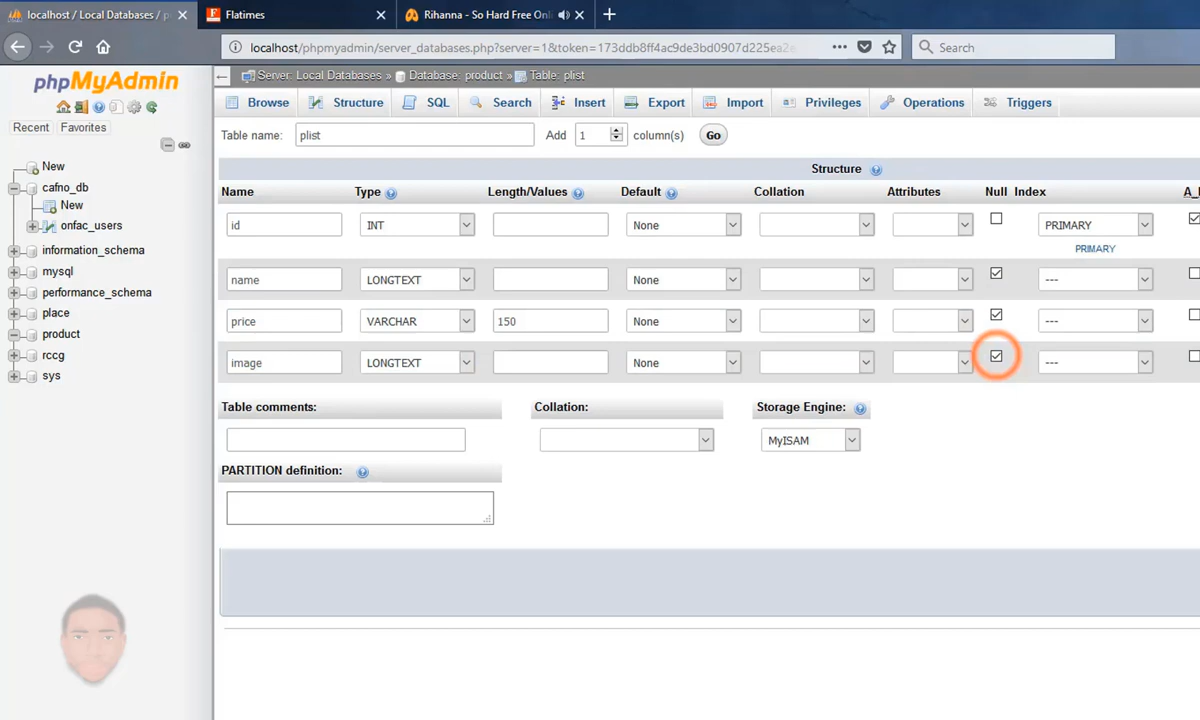 localhost / Local Databases / p
Flatimes
Rihanna - So Hard Free Onl
localhost/phpmyadmin/server_databases.php?server=1&token=173ddb8ff4ac9de3bd0907d225ea2e
Search
phpMyAdmin
Recent Favorites
New
cafno_db
New
onfac_users
information_schema
mysql
performance_schema
place
product
rccg
sys
Server: Local Databases » Database: product » Table: plist
Browse Structure SQL Search Insert Export Import Privileges Operations Triggers
Table name: plist Add 1 column(s) Go
Structure
Name Type Length/Values Default Collation Attributes Null Index A_
id INT None PRIMARY
PRIMARY
name LONGTEXT None ---
price VARCHAR 150 None ---
image LONGTEXT None ---
Table comments: Collation: Storage Engine:
MyISAM
PARTITION definition: